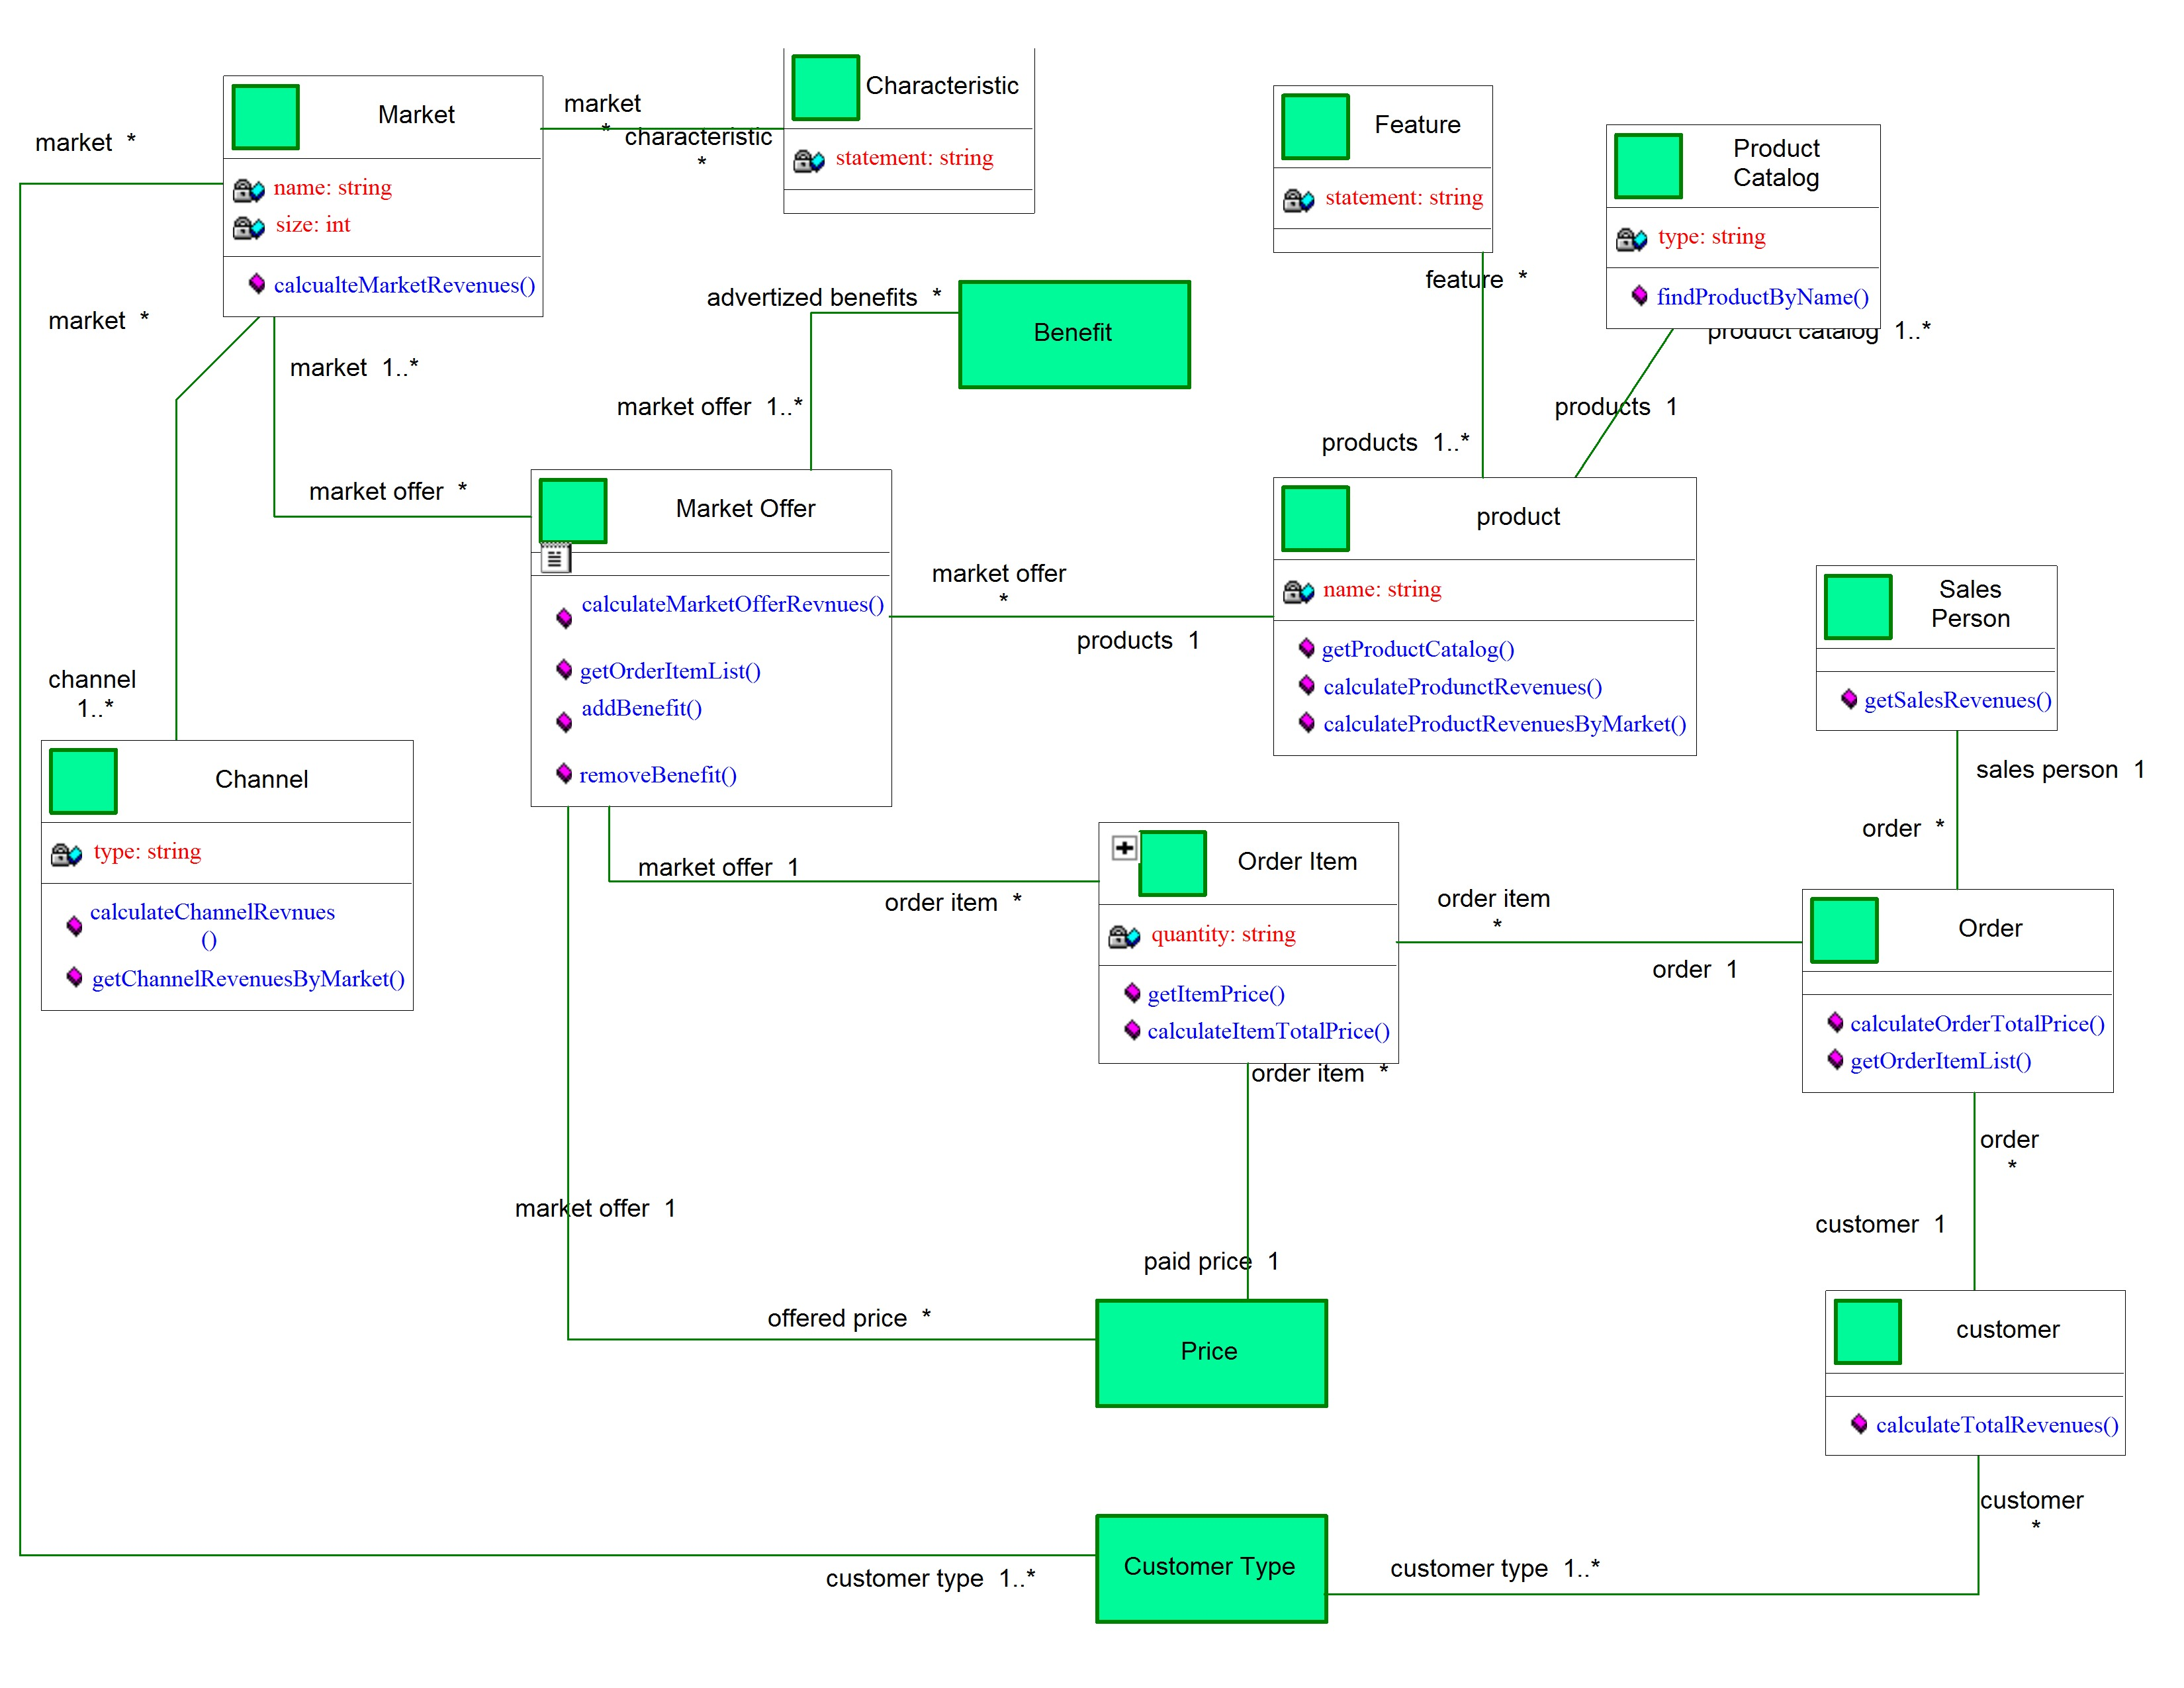 Market
name: string
size: int
calcualteMarketRevenues()
market *
market
*
characteristic
*
Characteristic
statement: string
Feature
statement: string
feature *
Product
Catalog
type: string
findProductByName()
product catalog 1..*
products 1
products 1..*
advertized benefits *
Benefit
market offer 1..*
market *
market 1..*
market offer *
Market Offer
calculateMarketOfferRevnues()
getOrderItemList()
addBenefit()
removeBenefit()
market offer
*
products 1
product
name: string
getProductCatalog()
calculateProdunctRevenues()
calculateProductRevenuesByMarket()
Sales
Person
getSalesRevenues()
sales person 1
order *
channel
1..*
Channel
type: string
calculateChannelRevnues
()
getChannelRevenuesByMarket()
market offer 1
order item *
Order Item
quantity: string
getItemPrice()
calculateItemTotalPrice()
order item
*
order 1
Order
calculateOrderTotalPrice()
getOrderItemList()
order item *
order
*
customer 1
market offer 1
paid price 1
offered price *
Price
customer
calculateTotalRevenues()
customer
*
Customer Type
customer type 1..*
customer type 1..*